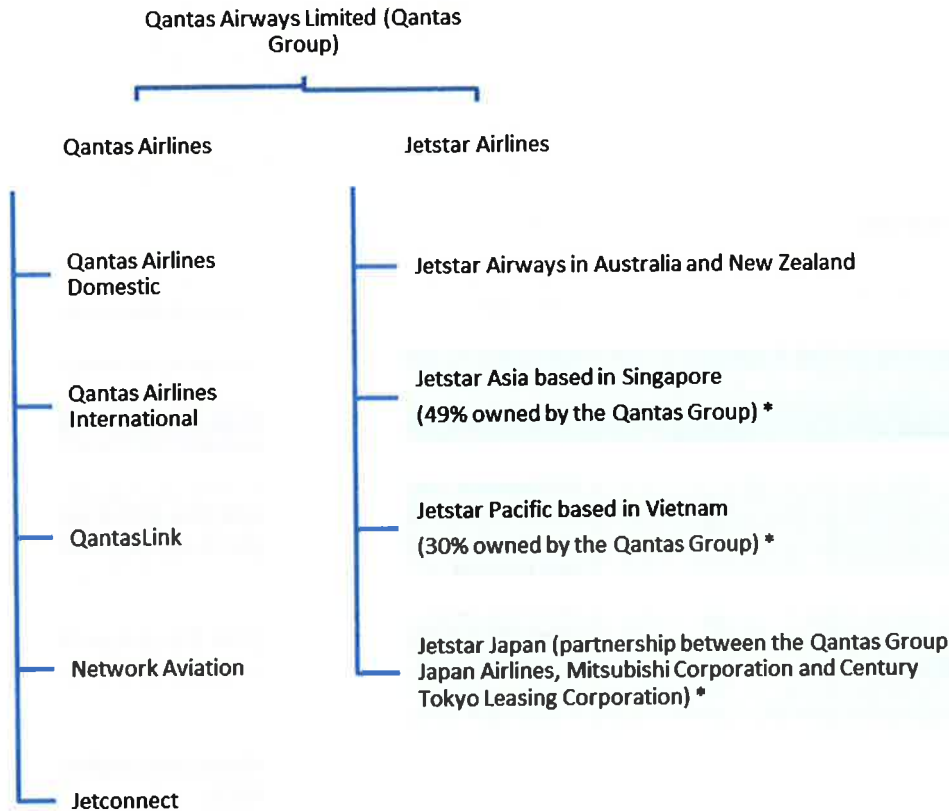 Qantas Airways Limited (Qantas
Group)
Qantas Airlines
Jetstar Airlines
Qantas Airlines
Domestic
Jetstar Airways in Australia and New Zealand
Qantas Airlines
International
Jetstar Asia based in Singapore
(49% owned by the Qantas Group) *
QantasLink
Jetstar Pacific based in Vietnam
(30% owned by the Qantas Group) *
Network Aviation
Jetstar Japan (partnership between the Qantas Group
Japan Airlines, Mitsubishi Corporation and Century
Tokyo Leasing Corporation) *
Jetconnect